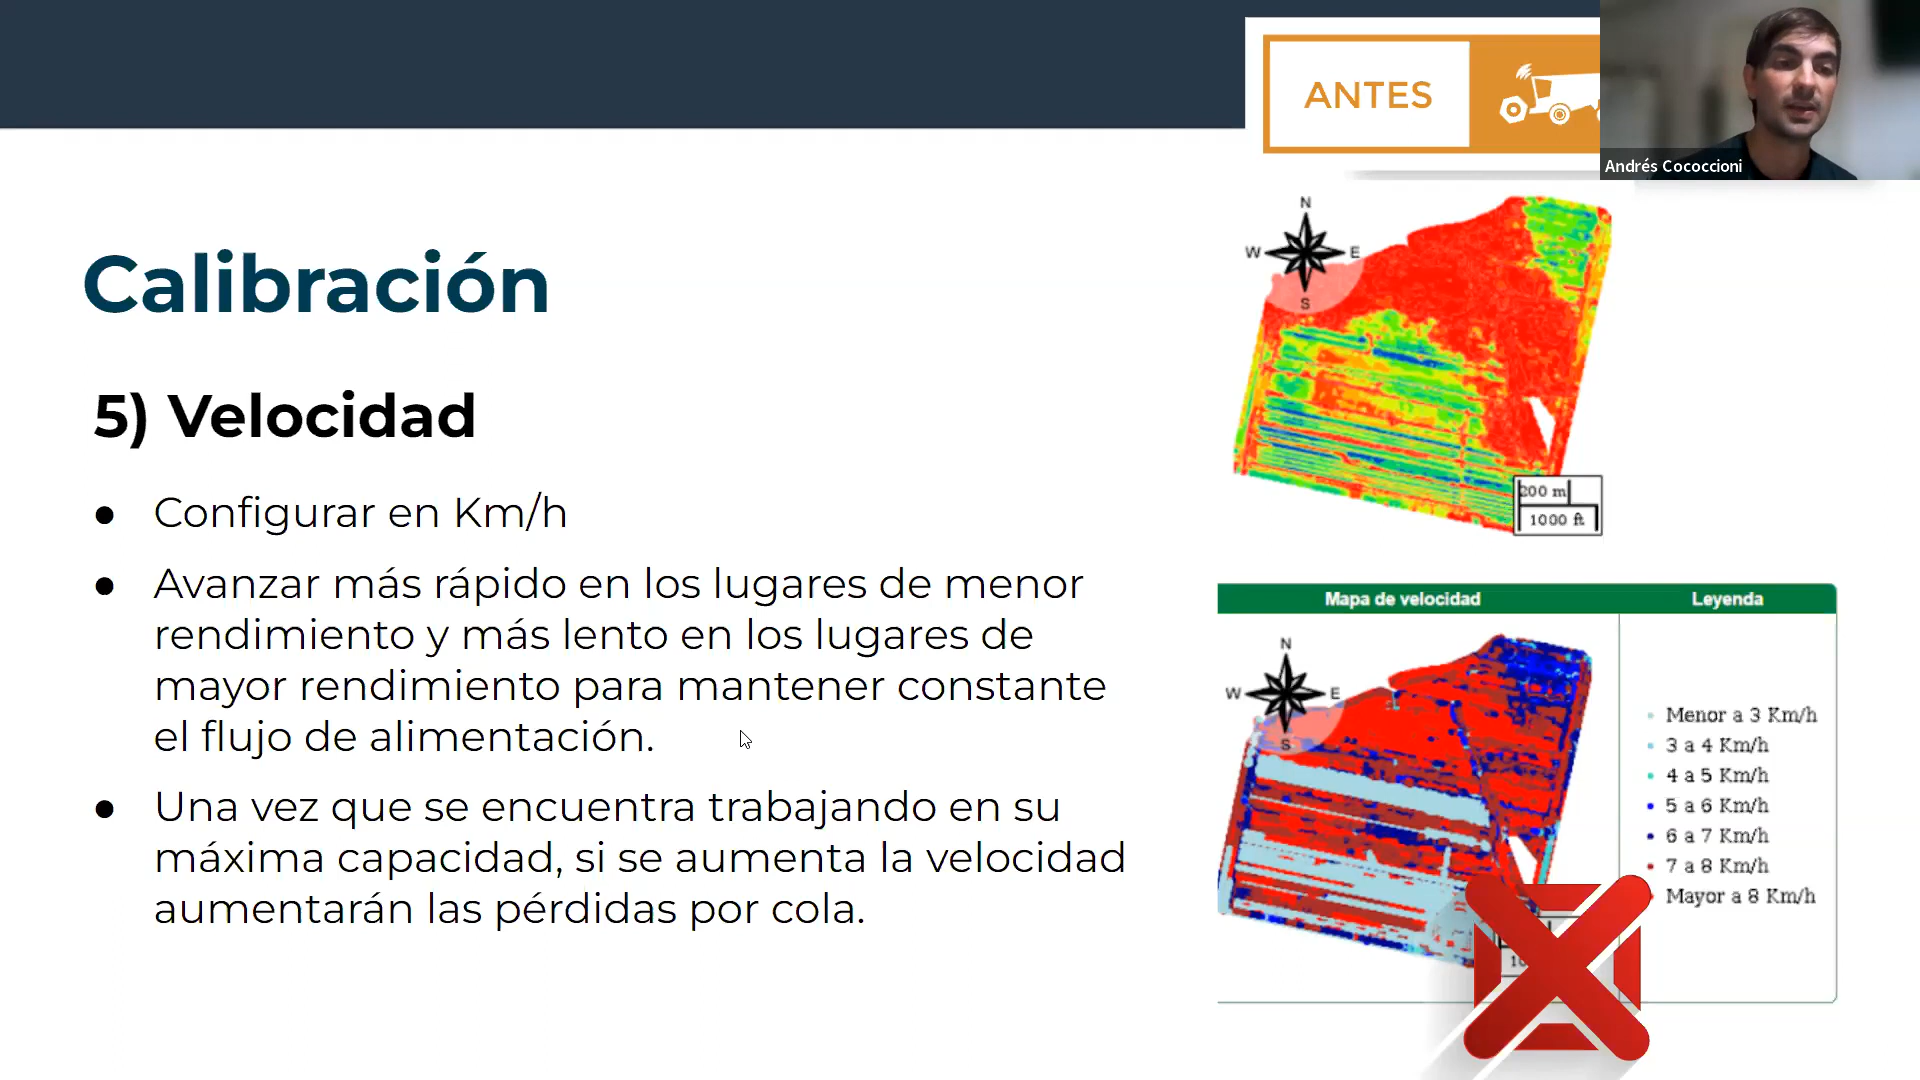 ANTES
Andrés Cococcioni
Calibración
5) Velocidad
● Configurar en Km/h
● Avanzar más rápido en los lugares de menor
rendimiento y más lento en los lugares de
mayor rendimiento para mantener constante
el flujo de alimentación.
● Una vez que se encuentra trabajando en su
máxima capacidad, si se aumenta la velocidad
aumentarán las pérdidas por cola.
N
W E
S
200 m
1000 ft
Mapa de velocidad Leyenda
N
W E
S
Menor a 3 Km/h
3 a 4 Km/h
4 a 5 Km/h
5 a 6 Km/h
6 a 7 Km/h
7 a 8 Km/h
Mayor a 8 Km/h